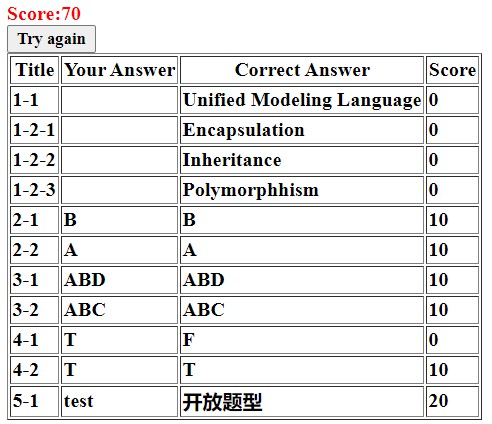 Score:70
Try again
Title Your Answer Correct Answer Score
1-1 Unified Modeling Language 0
1-2-1 Encapsulation 0
1-2-2 Inheritance 0
1-2-3 Polymorphhism 0
2-1 B B 10
2-2 A A 10
3-1 ABD ABD 10
3-2 ABC ABC 10
4-1 T F 0
4-2 T T 10
5-1 test 开放题型 20